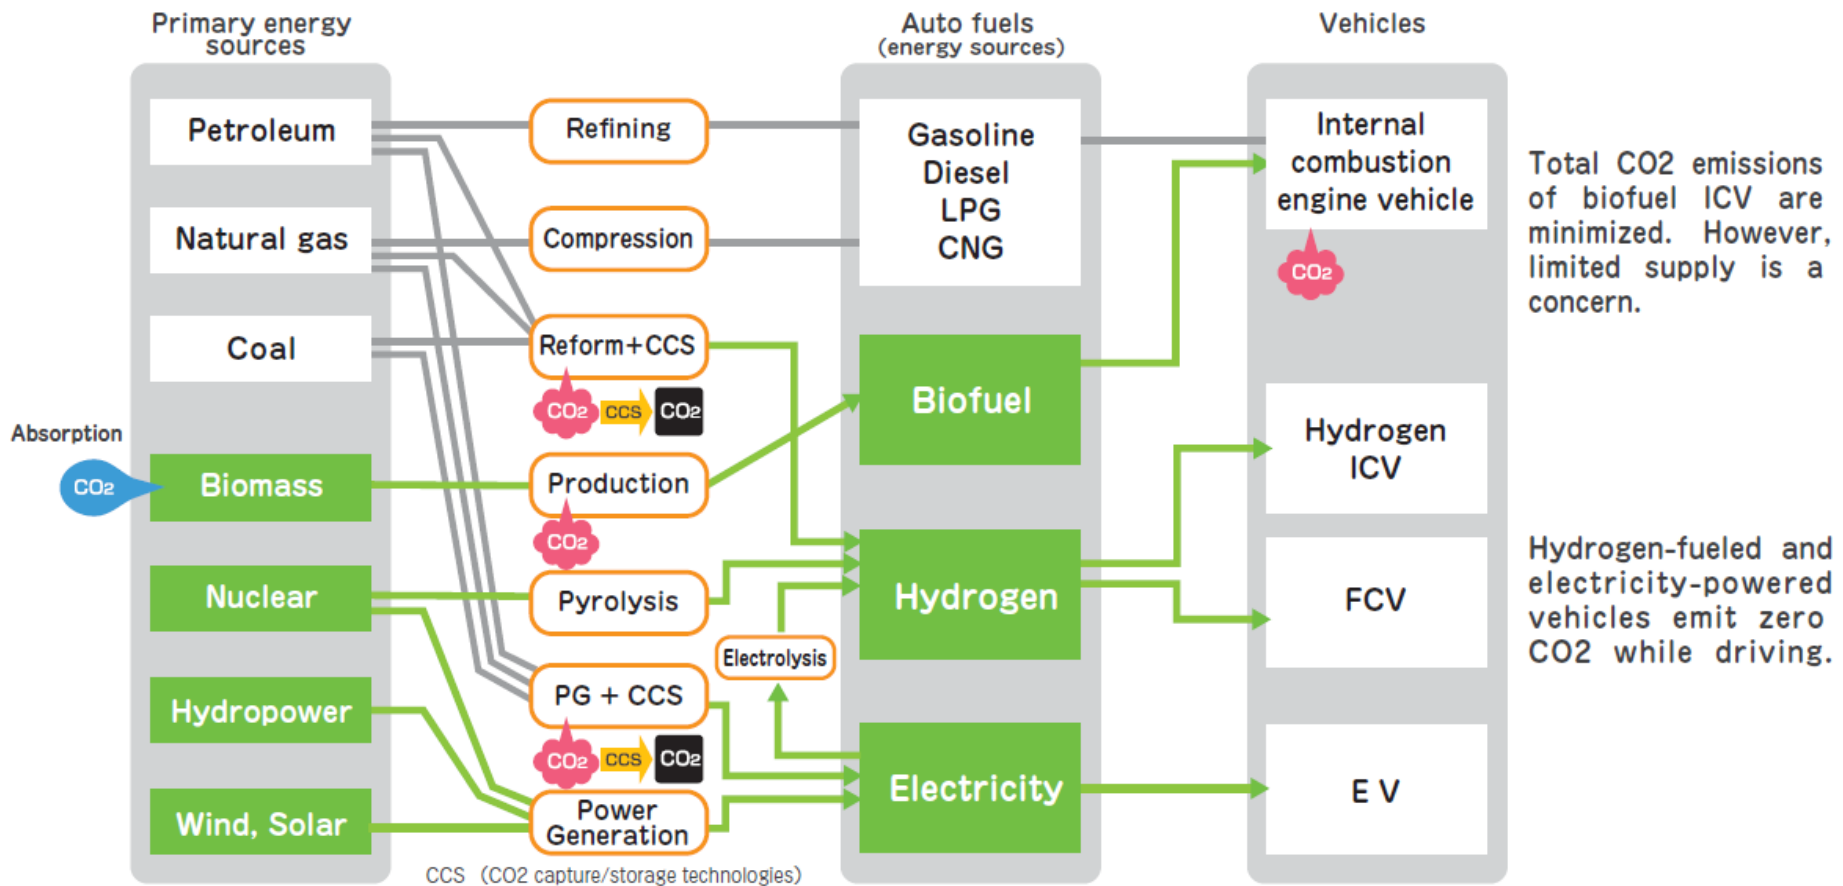 Primary energy
sources
Auto fuels
(energy sources)
Vehicles
Petroleum
Natural gas
Coal
Absorption
CO2
Biomass
Nuclear
Hydropower
Wind, Solar
Refining
Compression
Reform+CCS
CO2
CCS
CO2
Production
CO2
Pyrolysis
Electrolysis
PG + CCS
CO2
CCS
CO2
Power
Generation
CCS (CO2 capture/storage technologies)
Gasoline
Diesel
LPG
CNG
Biofuel
Hydrogen
Electricity
Internal
combustion
engine vehicle
CO2
Hydrogen
ICV
FCV
E V
Total CO2 emissions
of biofuel ICV are
minimized. However,
limited supply is a
concern.
Hydrogen-fueled and
electricity-powered
vehicles emit zero
CO2 while driving.